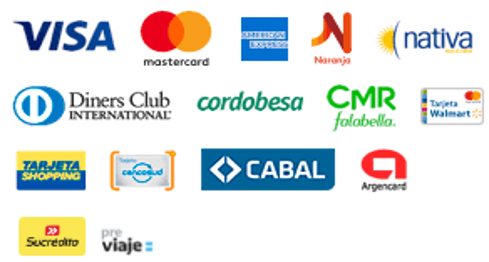 VISA
mastercard
AMERICAN
EXPRESS
Naranja
nativa
Diners Club
INTERNATIONAL®
cordobesa
CMR
falabella.
Tarjeta
Walmart
TARJETA
SHOPPING
Tarjeta
cencosud
CABAL
Argencard
Sucrédito
pre
viaje